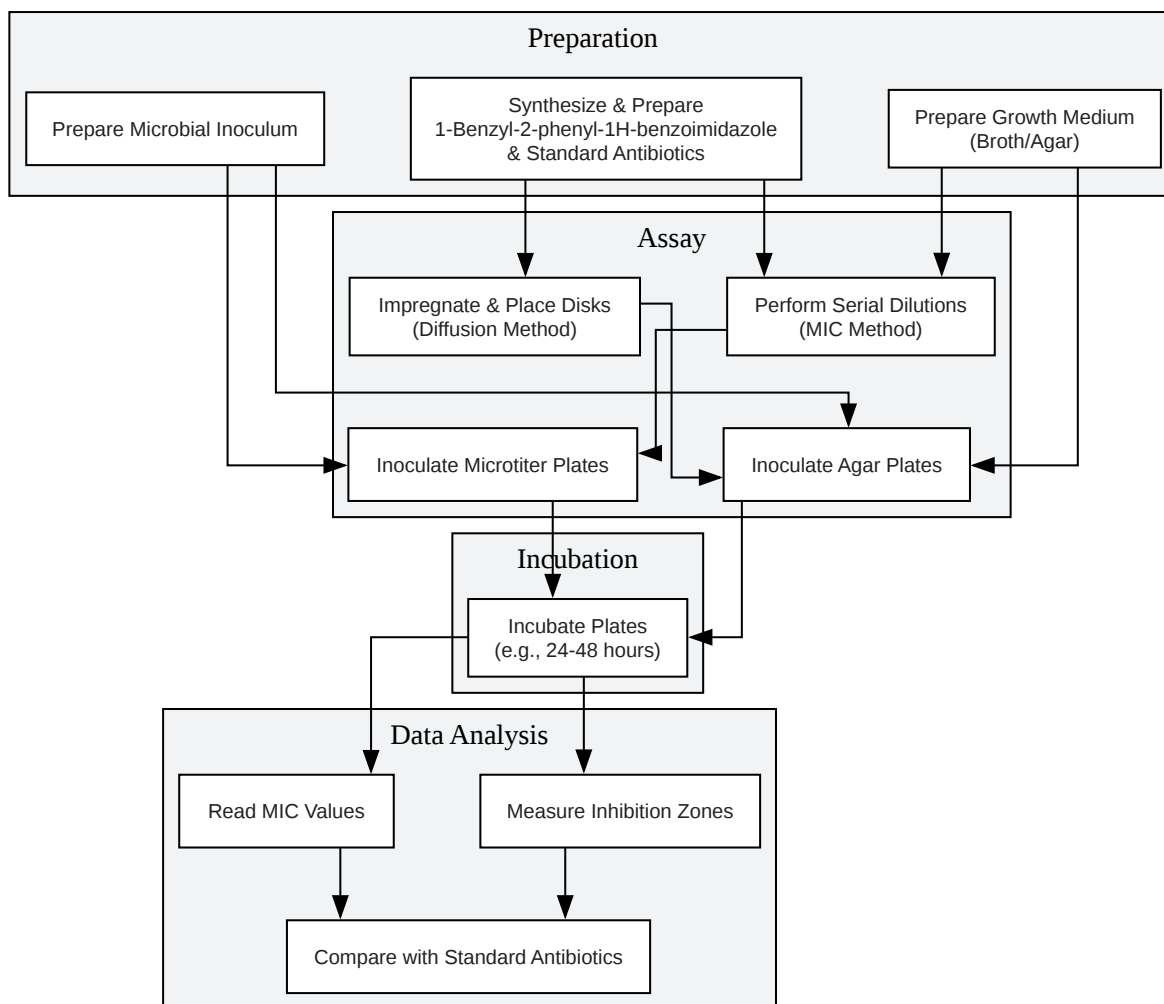 Preparation
Prepare Microbial Inoculum
Synthesize & Prepare
1-Benzyl-2-phenyl-1H-benzoimidazole
& Standard Antibiotics
Prepare Growth Medium
(Broth/Agar)
Assay
Impregnate & Place Disks
(Diffusion Method)
Perform Serial Dilutions
(MIC Method)
Inoculate Microtiter Plates
Inoculate Agar Plates
Incubation
Incubate Plates
(e.g., 24-48 hours)
Data Analysis
Read MIC Values
Measure Inhibition Zones
Compare with Standard Antibiotics